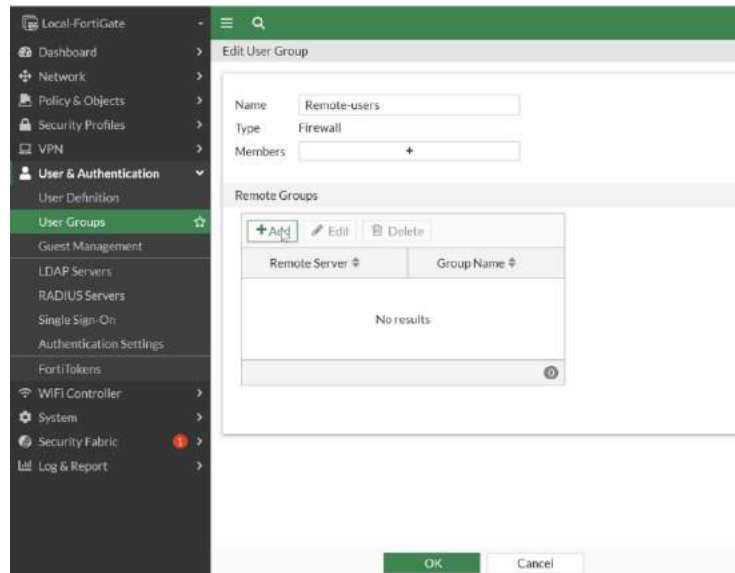 Local-FortiGate
Dashboard
Network
Policy & Objects
Security Profiles
VPN
User & Authentication
User Definition
User Groups
Guest Management
LDAP Servers
RADIUS Servers
Single Sign-On
Authentication Settings
FortiTokens
WiFi Controller
System
Security Fabric 1
Log & Report
Edit User Group
Name Remote-users
Type Firewall
Members +
Remote Groups
+Add Edit Delete
Remote Server Group Name
No results
0
OK Cancel